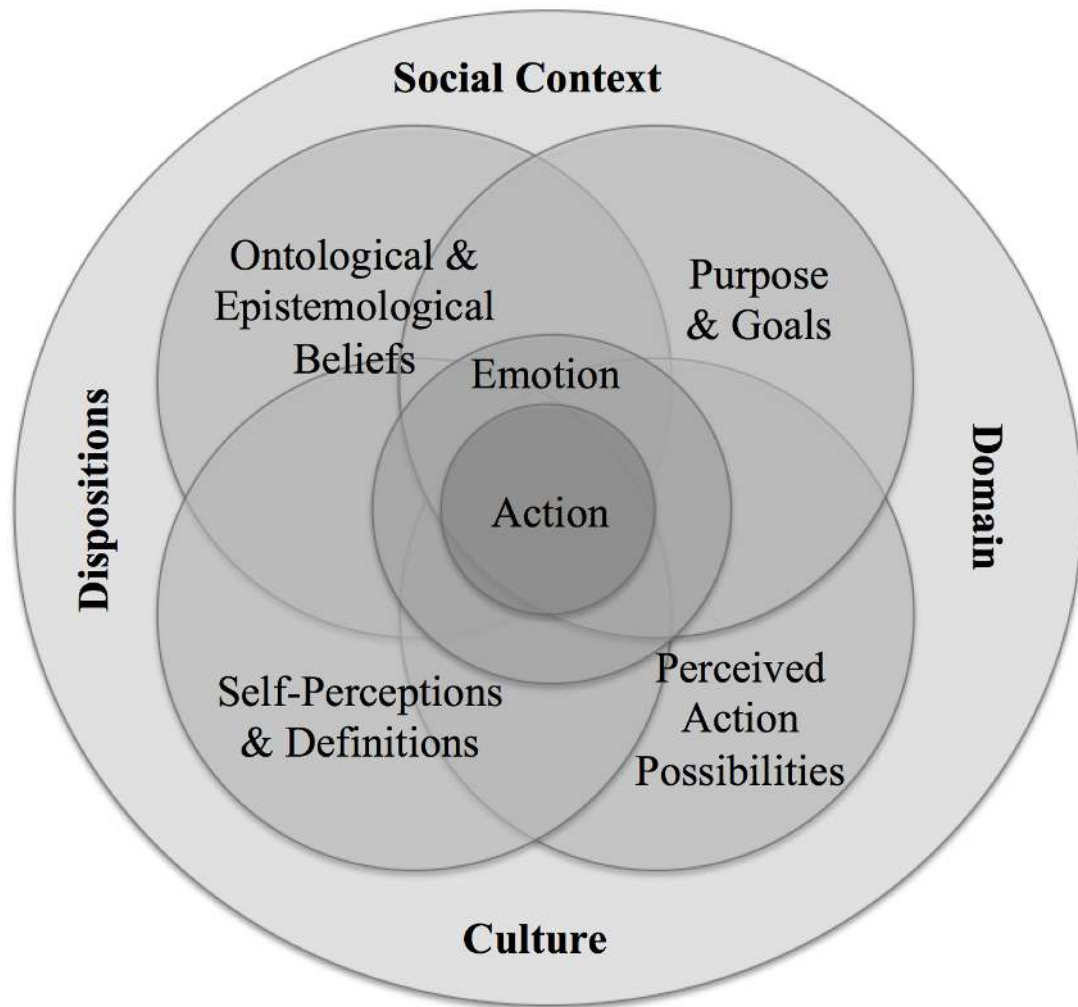 Social Context
Ontological &
Epistemological
Beliefs
Purpose
& Goals
Emotion
Dispositions
Action
Domain
Self-Perceptions
& Definitions
Perceived
Action
Possibilities
Culture